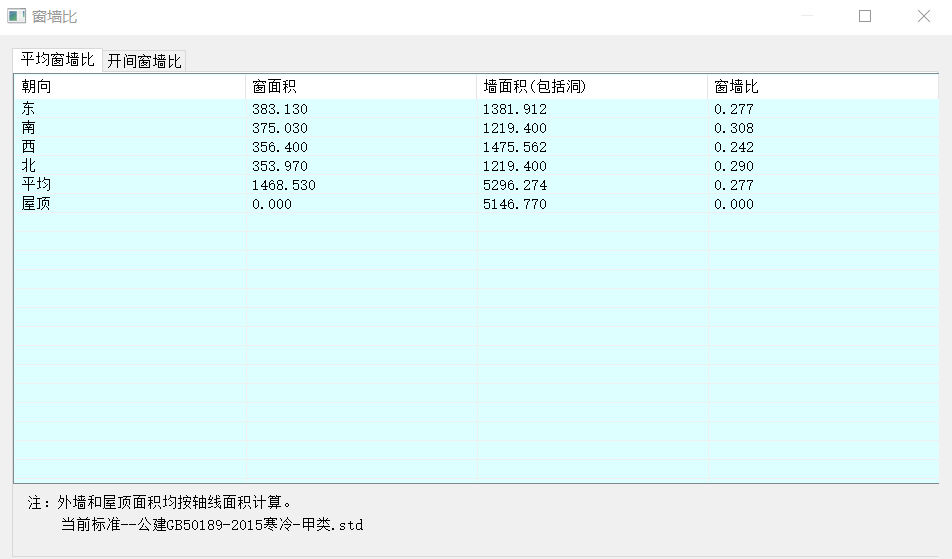 窗墙比
平均窗墙比 开间窗墙比
朝向 窗面积 墙面积(包括洞) 窗墙比
东 383.130 1381.912 0.277
南 375.030 1219.400 0.308
西 356.400 1475.562 0.242
北 353.970 1219.400 0.290
平均 1468.530 5296.274 0.277
屋顶 0.000 5146.770 0.000
注：外墙和屋顶面积均按轴线面积计算。
当前标准--公建GB50189-2015寒冷-甲类.std